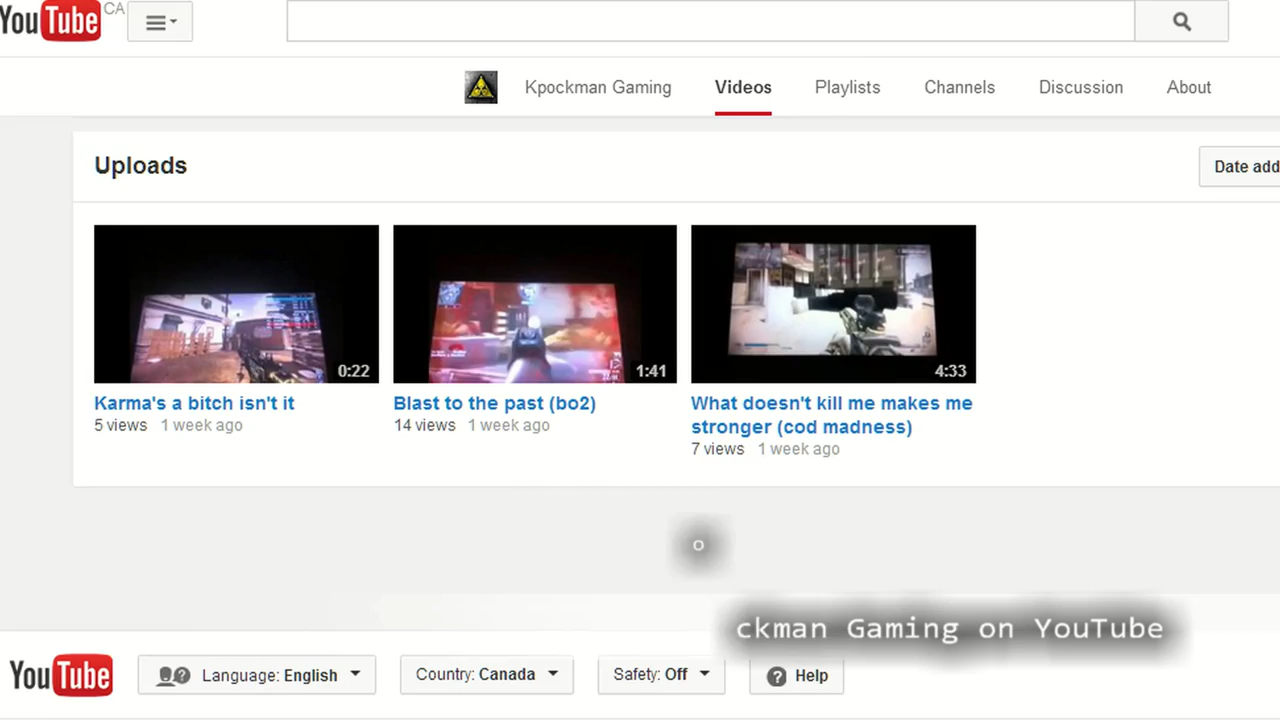 YouTube CA
Kpockman Gaming Videos Playlists Channels Discussion About
Uploads
Date add
0:22
1:41
4:33
Karma's a bitch isn't it
5 views 1 week ago
Blast to the past (bo2)
14 views 1 week ago
What doesn't kill me makes me
stronger (cod madness)
7 views 1 week ago
o
ckman Gaming on YouTube
YouTube Language: English Country: Canada Safety: Off Help